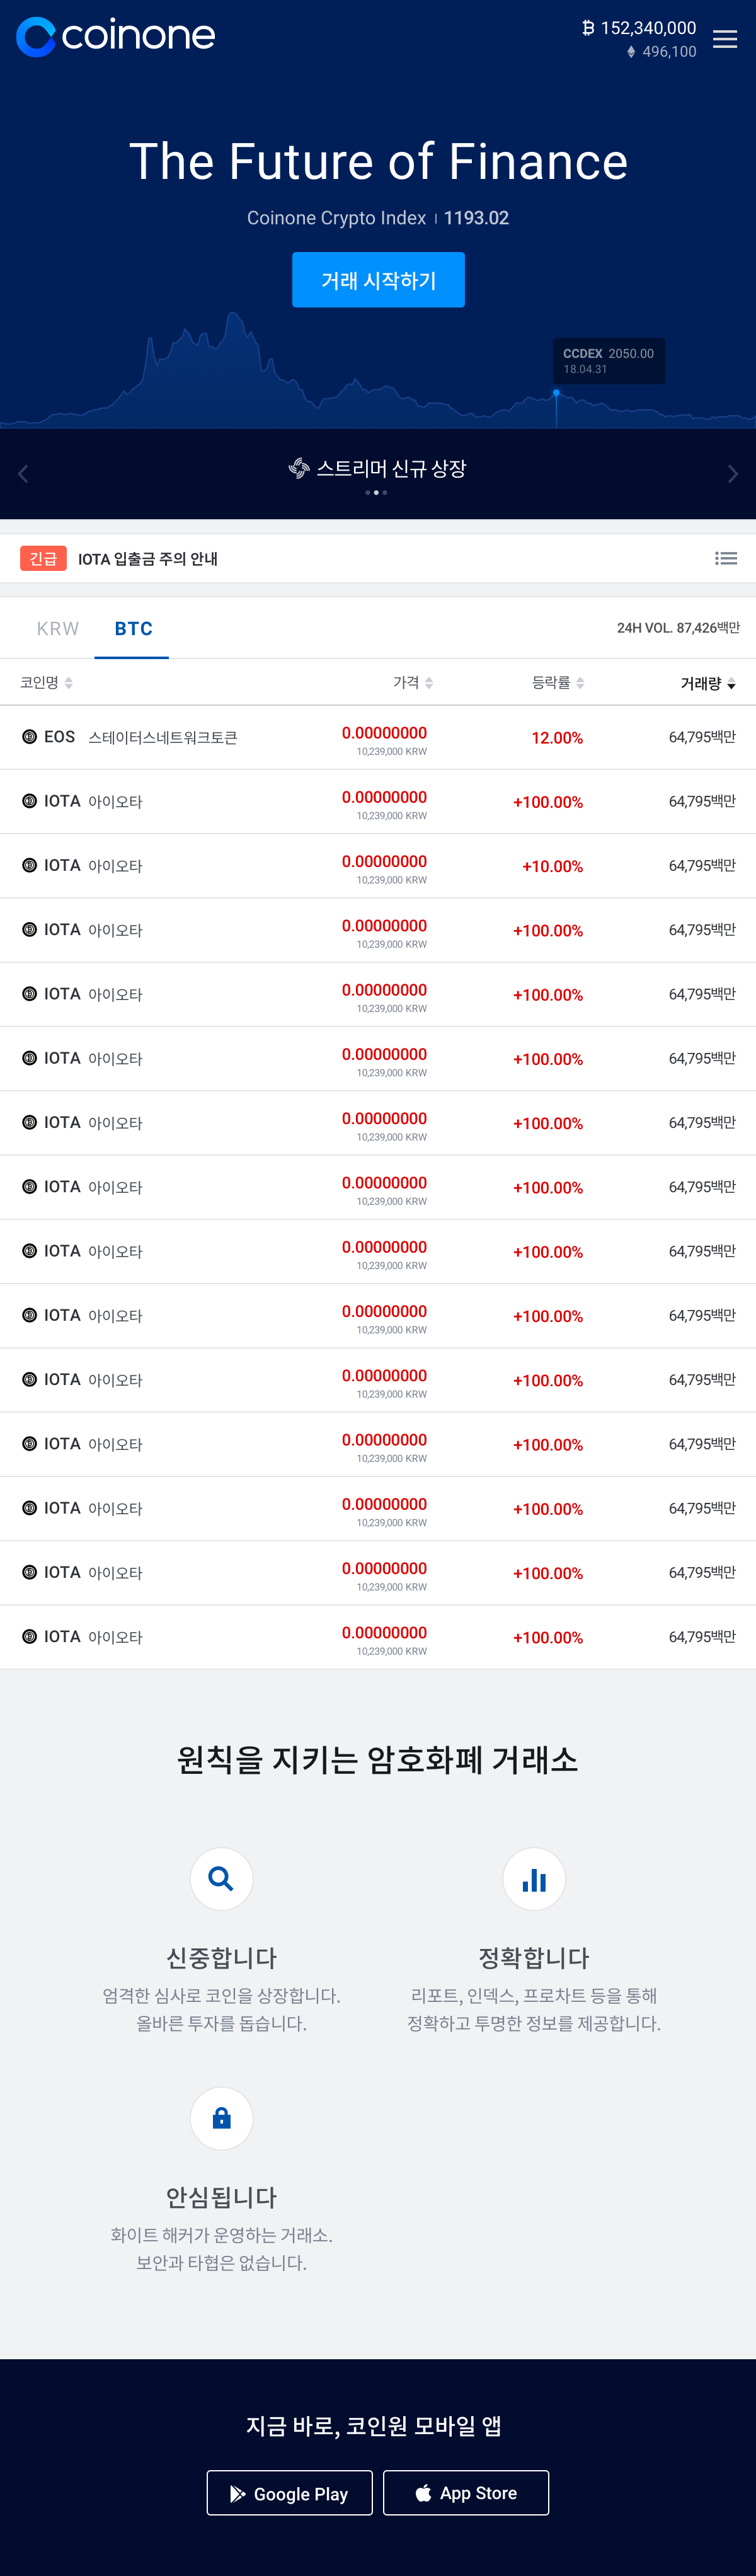 coinone
152,340,000
496,100
The Future of Finance
Coinone Crypto Index | 1193.02
거래 시작하기
CCDEX 2050.00
18.04.31
스트리머 신규 상장
긴급 IOTA 입출금 주의 안내
KRW BTC 24H VOL. 87,426백만
코인명 가격 등락률 거래량
EOS 스테이터스네트워크토큰 0.00000000 12.00% 64,795백만
10,239,000 KRW
IOTA 아이오타 0.00000000 +100.00% 64,795백만
10,239,000 KRW
IOTA 아이오타 0.00000000 +10.00% 64,795백만
10,239,000 KRW
IOTA 아이오타 0.00000000 +100.00% 64,795백만
10,239,000 KRW
IOTA 아이오타 0.00000000 +100.00% 64,795백만
10,239,000 KRW
IOTA 아이오타 0.00000000 +100.00% 64,795백만
10,239,000 KRW
IOTA 아이오타 0.00000000 +100.00% 64,795백만
10,239,000 KRW
IOTA 아이오타 0.00000000 +100.00% 64,795백만
10,239,000 KRW
IOTA 아이오타 0.00000000 +100.00% 64,795백만
10,239,000 KRW
IOTA 아이오타 0.00000000 +100.00% 64,795백만
10,239,000 KRW
IOTA 아이오타 0.00000000 +100.00% 64,795백만
10,239,000 KRW
IOTA 아이오타 0.00000000 +100.00% 64,795백만
10,239,000 KRW
IOTA 아이오타 0.00000000 +100.00% 64,795백만
10,239,000 KRW
IOTA 아이오타 0.00000000 +100.00% 64,795백만
10,239,000 KRW
IOTA 아이오타 0.00000000 +100.00% 64,795백만
10,239,000 KRW
원칙을 지키는 암호화폐 거래소
신중합니다
엄격한 심사로 코인을 상장합니다.
올바른 투자를 돕습니다.
정확합니다
리포트, 인덱스, 프로차트 등을 통해
정확하고 투명한 정보를 제공합니다.
안심됩니다
화이트 해커가 운영하는 거래소.
보안과 타협은 없습니다.
지금 바로, 코인원 모바일 앱
Google Play
App Store